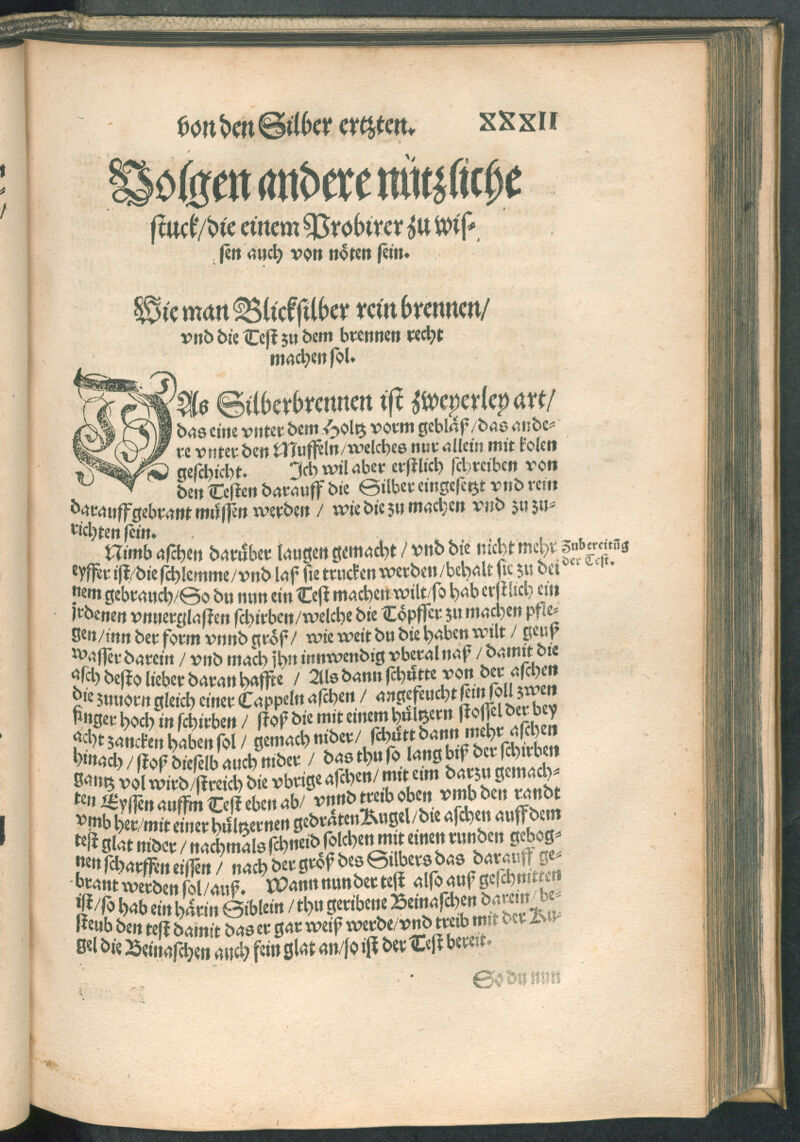 von den Silber ertzten. XXXII
Volgen andere nützliche
stuck/die einem Probirer zu wis-
sen auch von nöten sein.
Wie man Blicksilber rein brennen/
vnd die Test zu dem brennen recht
machen sol.
DAs Silberbrennen ist zweyerley art/
das eine vnter dem Holtz vorm gebläß/das ande-
re vnter den Muffeln/welches nur allein mit kolen
geschicht. Ich wil aber erstlich schreiben von
den Testen darauff die Silber eingesetzt vnd rein
darauff gebrant müssen werden / wie die zu machen vnd zu zu-
richten sein.
Nimb aschen darüber laugen gemacht / vnd die nicht mehr
Zubereitũg
der Test.
eyffer ist/die schlemme/vnd laß sie trucken werden/behalt sie zu dei
nem gebrauch/So du nun ein Test machen wilt/so hab erstlich ein
jrdenen vnuerglasten schirben/welche die Töpffer zu machen pfle-
gen/inn der form vnnd größ / wie weit du die haben wilt / geuß
wasser darein / vnd mach jhn innwendig vberal naß / damit die
asch desto lieber daran haffte / Als dann schütte von der aschen
die zuuorn gleich einer Cappeln aschen / angefeucht sein soll zwen
finger hoch in schirben / stoß die mit einem hültzern stossel der bey
acht zancken haben sol / gemach nider/ schütt dann mehr aschen
hinach / stoß dieselb auch nider / das thu so lang biß der schirben
gantz vol wird/streich die vbrige aschen/ mit eim darzu gemach-
ten Eyssen auffm Test eben ab/ vnnd treib oben vmb den randt
vmb her/mit einer hültzernen gedräten Kugel/die aschen auff dem
test glat nider / nachmals schneid solchen mit einen runden gebog-
nen scharffen eissen / nach der größ des Silbers das darauff ge-
brant werden sol/auß. Wann nun der test also auß geschnitten
ist/so hab ein härin Siblein / thu geribene Beinaschen darein/be-
steub den test damit das er gar weiß werde/vnd treib mit der Ku-
gel die Beinaschen auch fein glat an/so ist der Test bereit.
So du nun